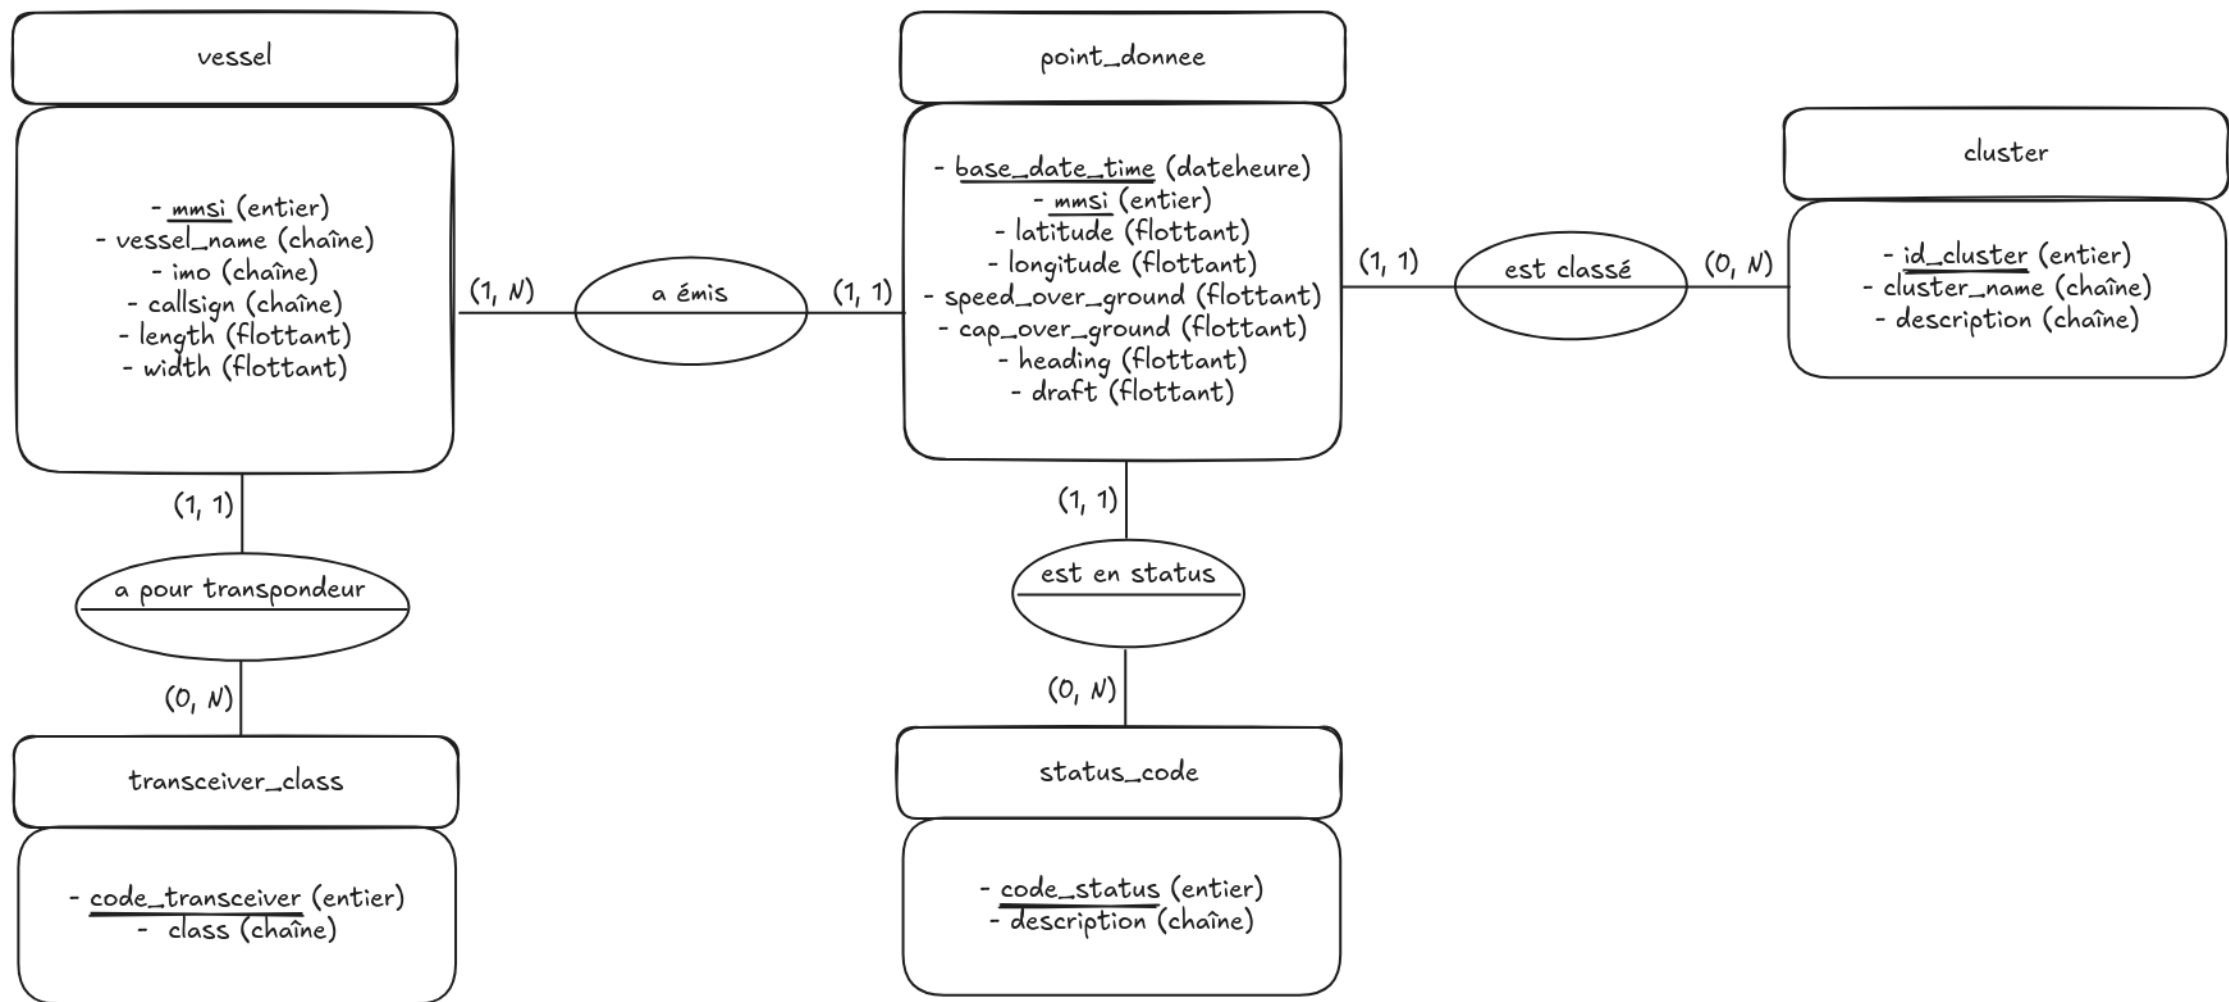 vessel
- mmsi (entier)
- vessel_name (chaîne)
- imo (chaîne)
- callsign (chaîne)
- length (flottant)
- width (flottant)
(1, N)
a émis
(1, 1)
point_donnee
- base_date_time (dateheure)
- mmsi (entier)
- latitude (flottant)
- longitude (flottant)
- speed_over_ground (flottant)
- cap_over_ground (flottant)
- heading (flottant)
- draft (flottant)
(1, 1)
est classé
(0, N)
cluster
- id_cluster (entier)
- cluster_name (chaîne)
- description (chaîne)
(1, 1)
a pour transpondeur
(0, N)
transceiver_class
- code_transceiver (entier)
- class (chaîne)
(1, 1)
est en status
(0, N)
status_code
- code_status (entier)
- description (chaîne)